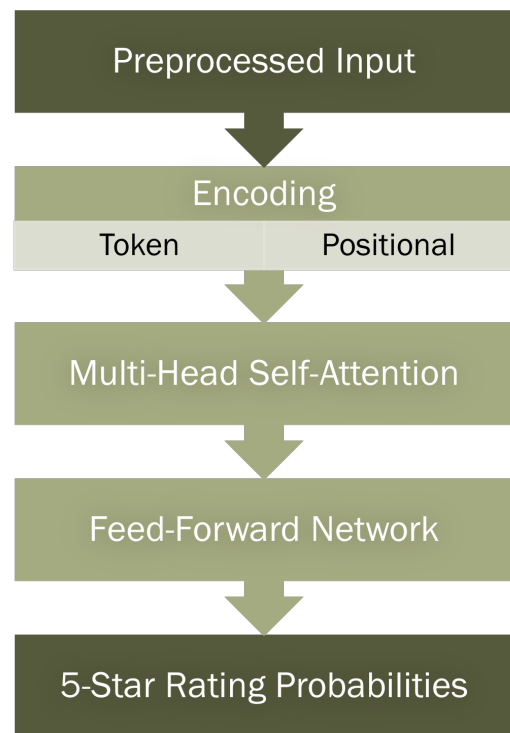 Preprocessed Input
Encoding
Token Positional
Multi-Head Self-Attention
Feed-Forward Network
5-Star Rating Probabilities